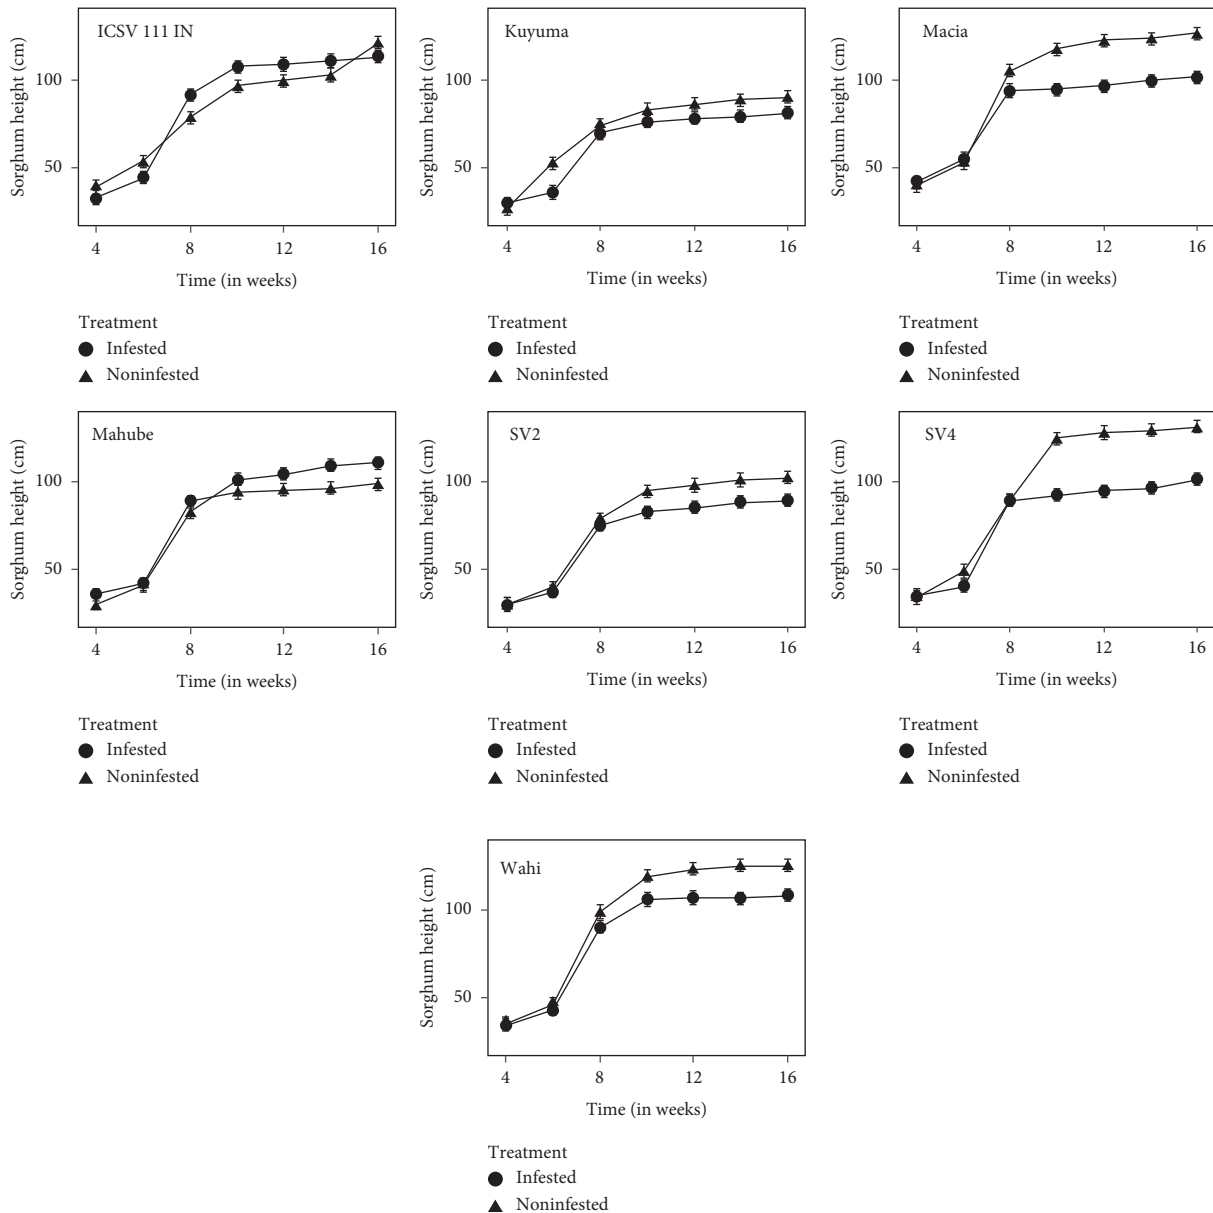 ICSV 111 IN
Sorghum height (cm)
100
50
4 8 12 16
Time (in weeks)
Treatment
Infested
Noninfested
Kuyuma
Sorghum height (cm)
100
50
4 8 12 16
Time (in weeks)
Treatment
Infested
Noninfested
Macia
Sorghum height (cm)
100
50
4 8 12 16
Time (in weeks)
Treatment
Infested
Noninfested
Mahube
Sorghum height (cm)
100
50
4 8 12 16
Time (in weeks)
Treatment
Infested
Noninfested
SV2
Sorghum height (cm)
100
50
4 8 12 16
Time (in weeks)
Treatment
Infested
Noninfested
SV4
Sorghum height (cm)
100
50
4 8 12 16
Time (in weeks)
Treatment
Infested
Noninfested
Wahi
Sorghum height (cm)
100
50
4 8 12 16
Time (in weeks)
Treatment
Infested
Noninfested